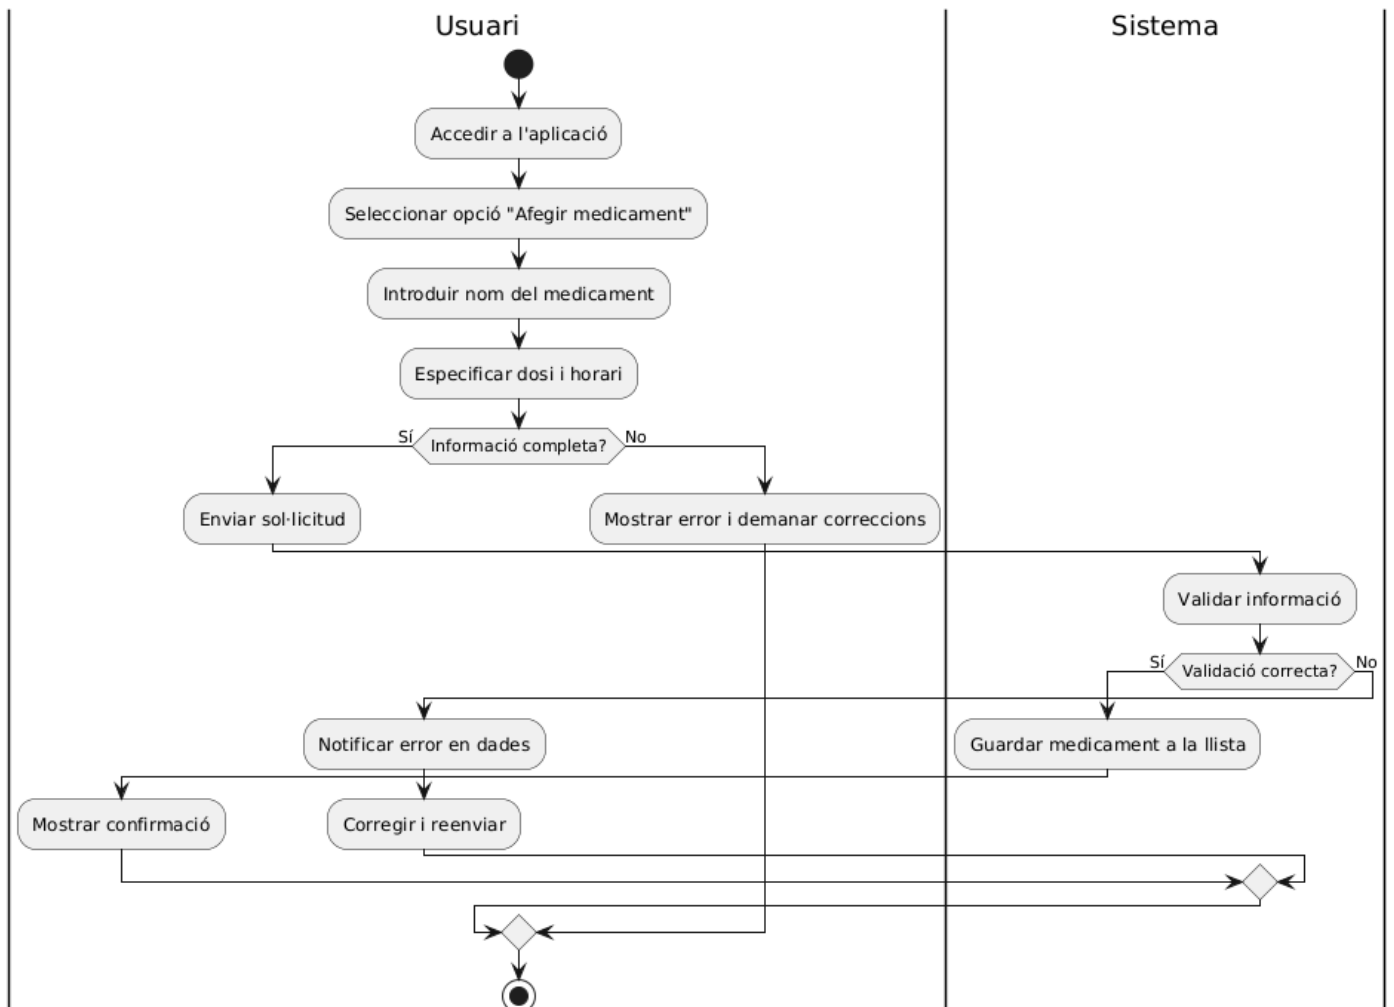 Usuari
Sistema
Accedir a l'aplicació
Seleccionar opció "Afegir medicament"
Introduir nom del medicament
Especificar dosi i horari
Sí
Informació completa?
No
Enviar sol·licitud
Mostrar error i demanar correccions
Validar informació
Sí
Validació correcta?
No
Notificar error en dades
Guardar medicament a la llista
Mostrar confirmació
Corregir i reenviar